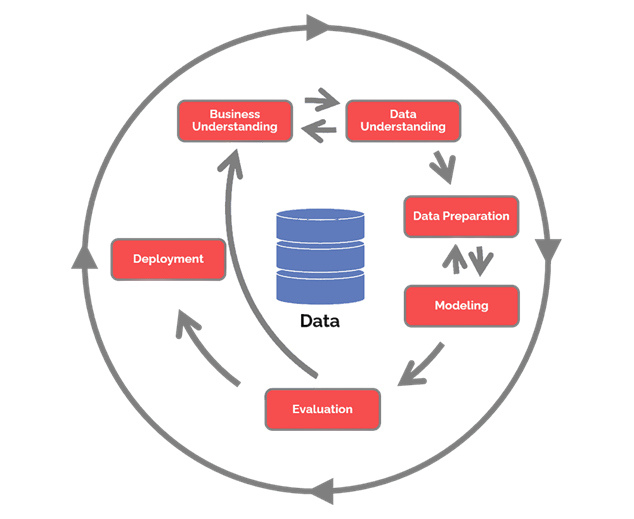 Business
Understanding
Data
Understanding
Data Preparation
Deployment
Modeling
Data
Evaluation